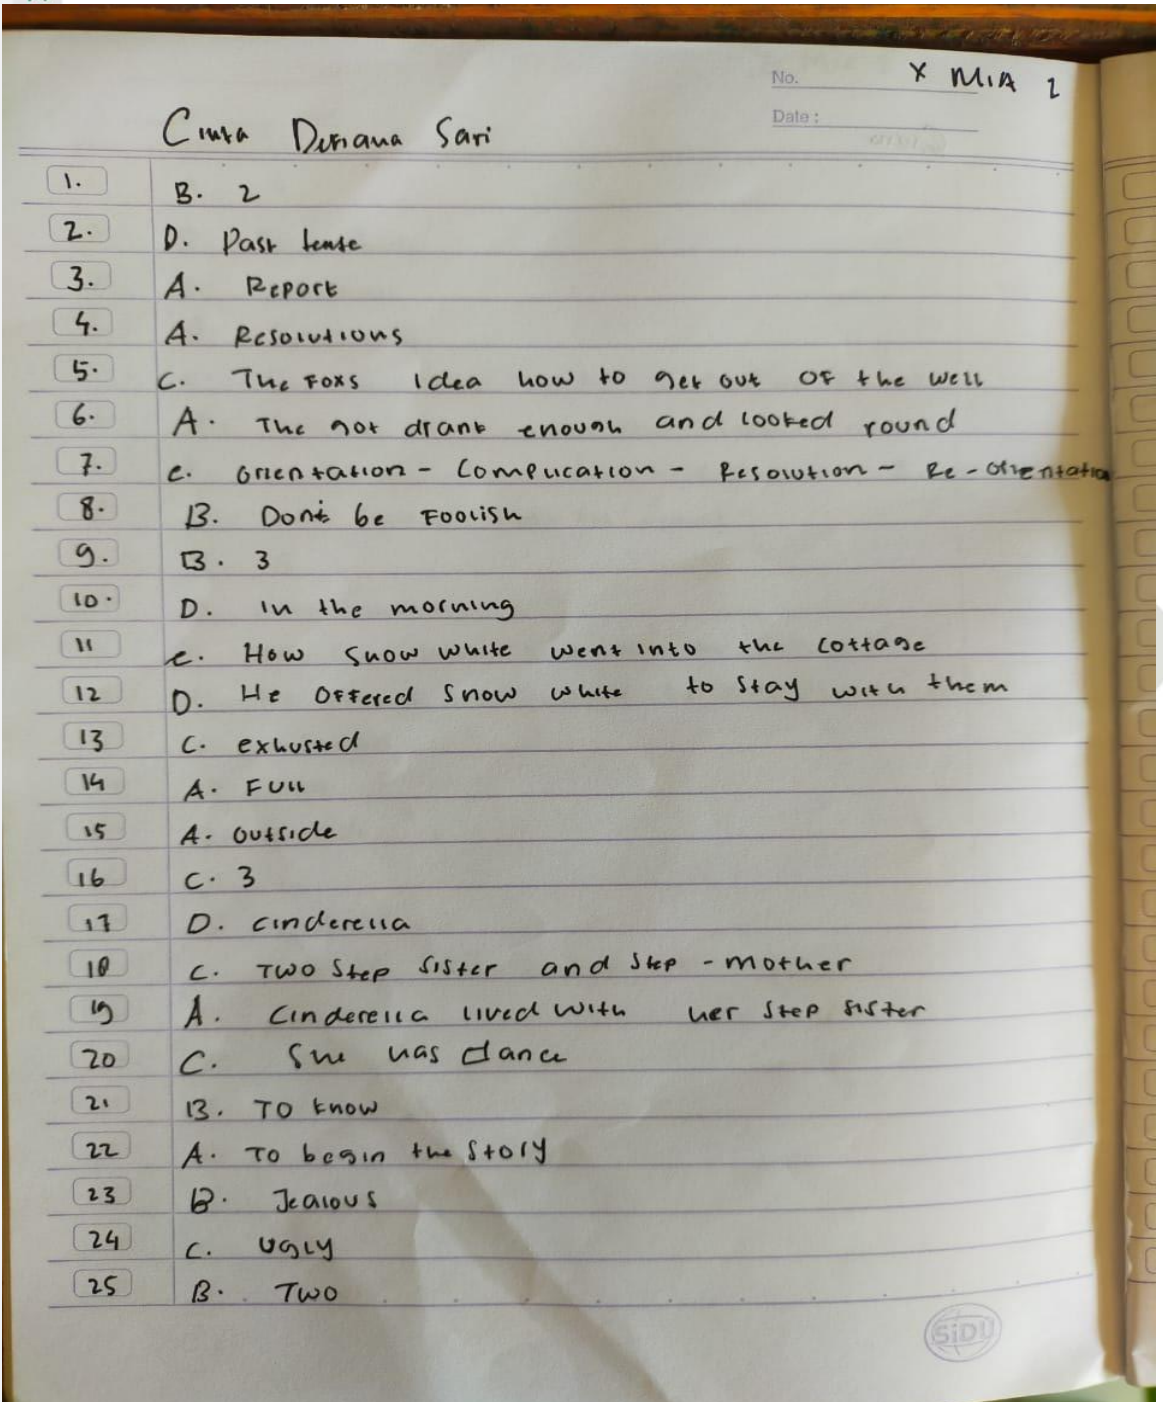 No. X MIA 2
Date :
Cinta Deriana Sari
1. B. 2
2. D. Past tense
3. A. Report
4. A. Resolutions
5. C. The Foxs Idea how to get out of the well
6. A. The got drank enough and looked round
7. c. Orientation - Complication - Resolution - Re-Orientation
8. B. Don't be Foolish
9. B. 3
10. D. In the morning
11 c. How Snow white went into the cottage
12 D. He offered Snow white to Stay with them
13 C. exhusted
14 A. Full
15 A. outside
16 C. 3
17 D. cinderella
18 C. Two Step sister and Step - mother
19 A. Cinderella lived with her Step sister
20 C. She has dance
21 B. To know
22 A. To begin the Story
23 B. Jealous
24 C. Ugly
25 B. Two
SiDU